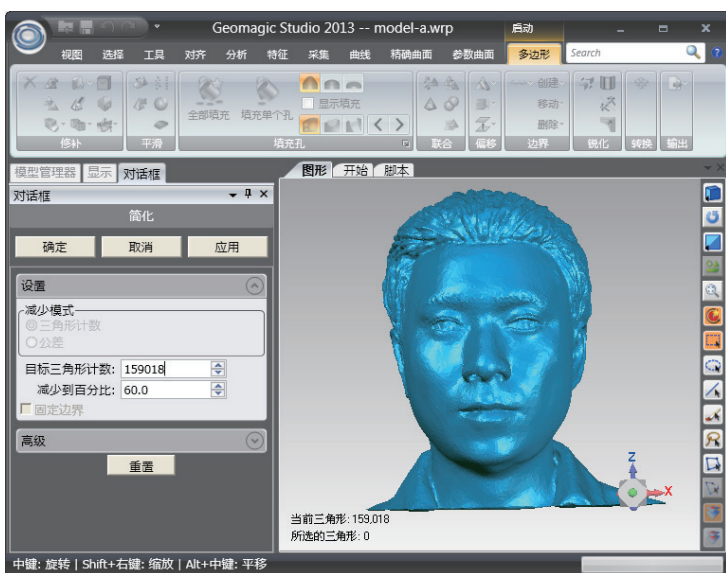 Geomagic Studio 2013 -- model-a.wrp
启动
视图 选择 工具 对齐 分析 特征 采集 曲线 精确曲面 参数曲面 多边形 Search
全部填充 填充单个孔 显示填充
创建
移动
删除
修补 平滑 填充孔 联合 偏移 边界 锐化 转换 输出
模型管理器 显示 对话框
图形 开始 脚本
对话框
简化
确定 取消 应用
设置
减少模式
三角形计数
公差
目标三角形计数: 159018
减少到百分比: 60.0
固定边界
高级
重置
Z
X
当前三角形: 159,018
所选的三角形: 0
中键: 旋转 | Shift+右键: 缩放 | Alt+中键: 平移